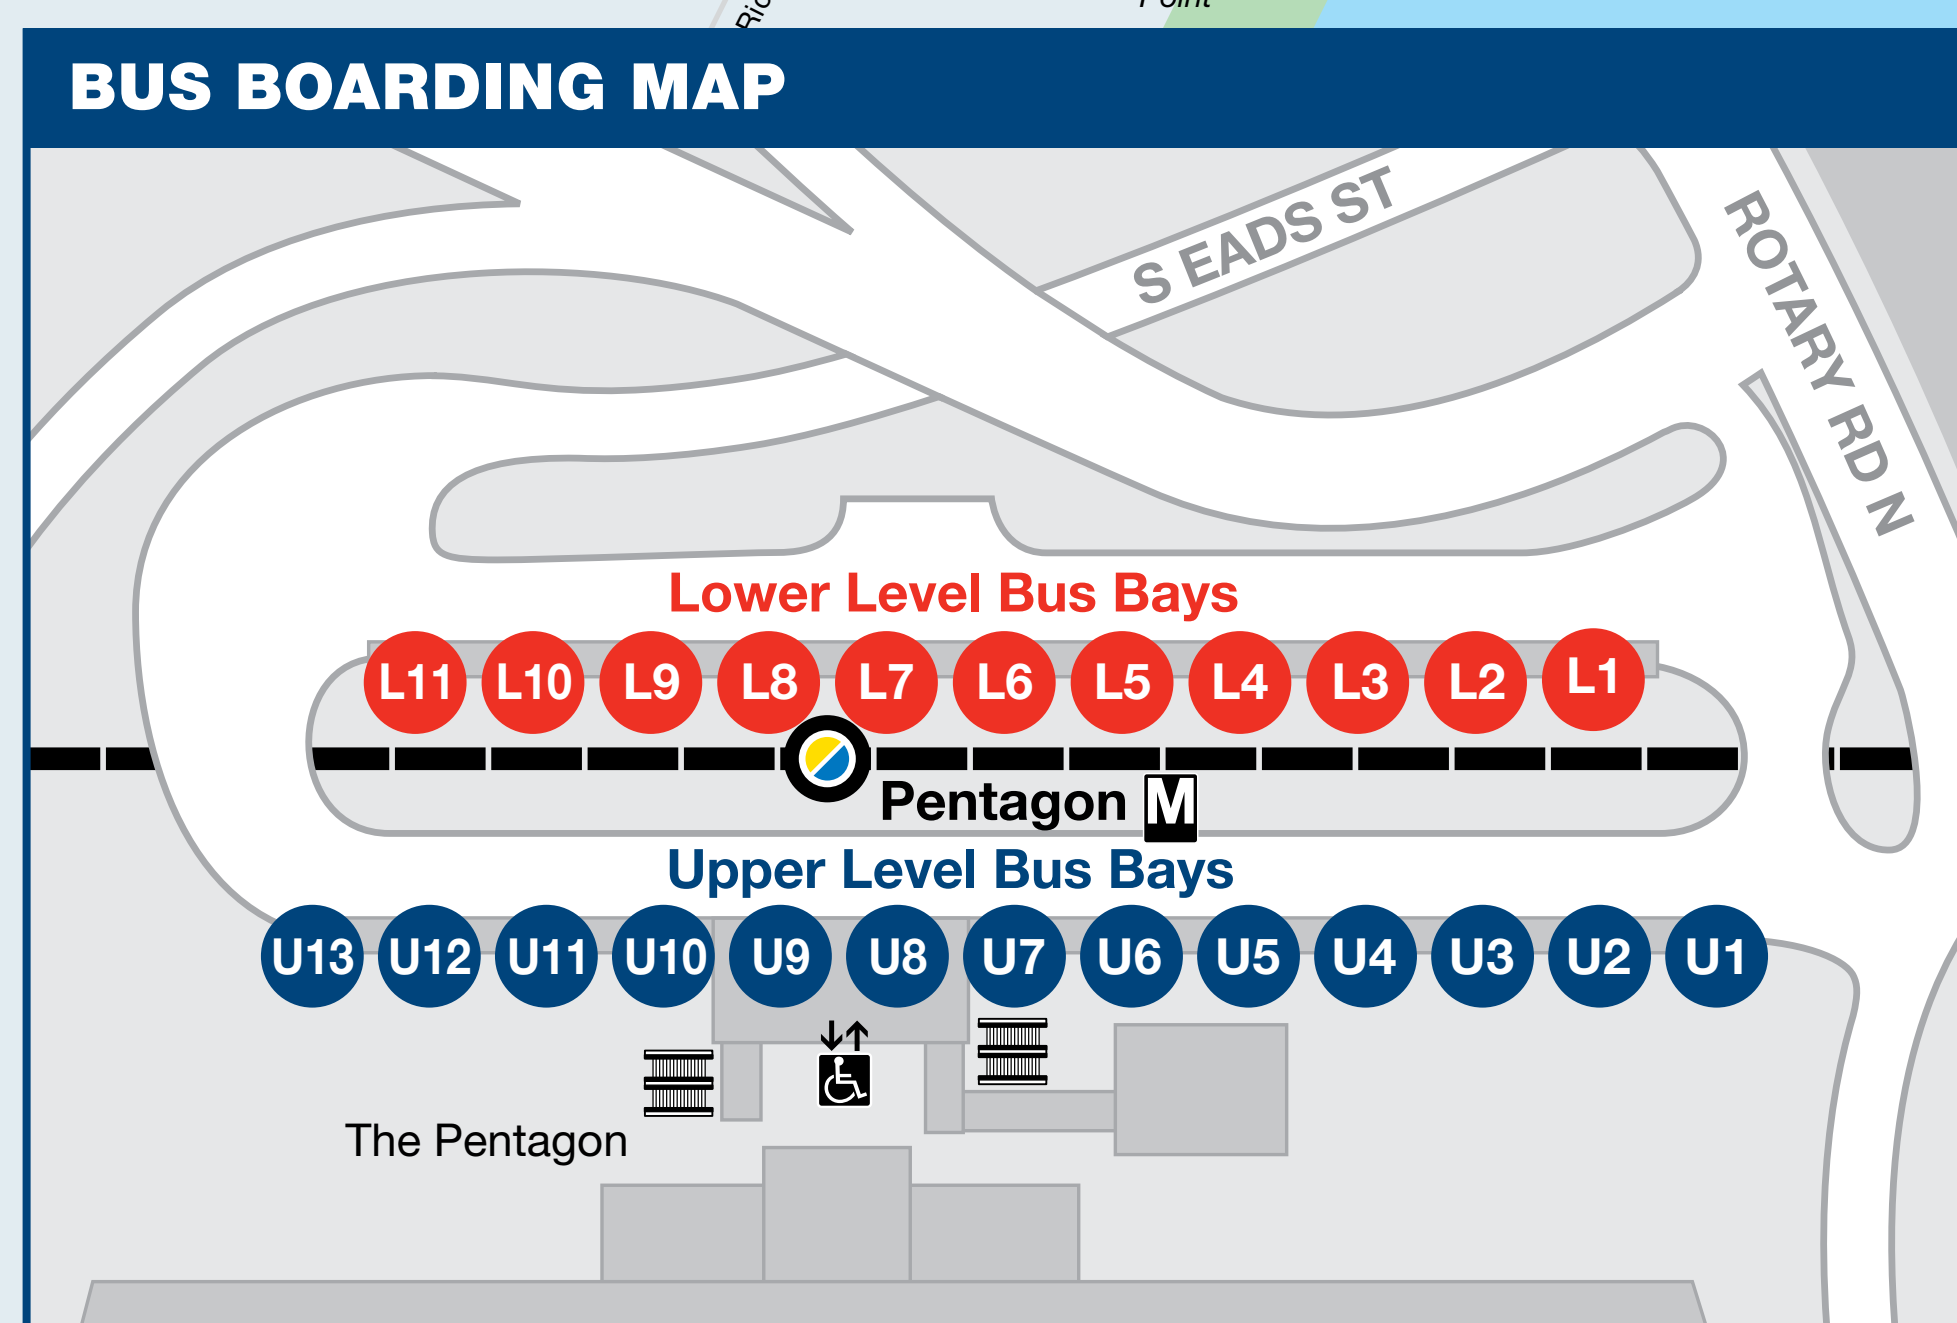 Ric
Point
BUS BOARDING MAP
S EADS ST
ROTARY RD N
Lower Level Bus Bays
L11 L10 L9 L8 L7 L6 L5 L4 L3 L2 L1
Pentagon M
Upper Level Bus Bays
U13 U12 U11 U10 U9 U8 U7 U6 U5 U4 U3 U2 U1
The Pentagon